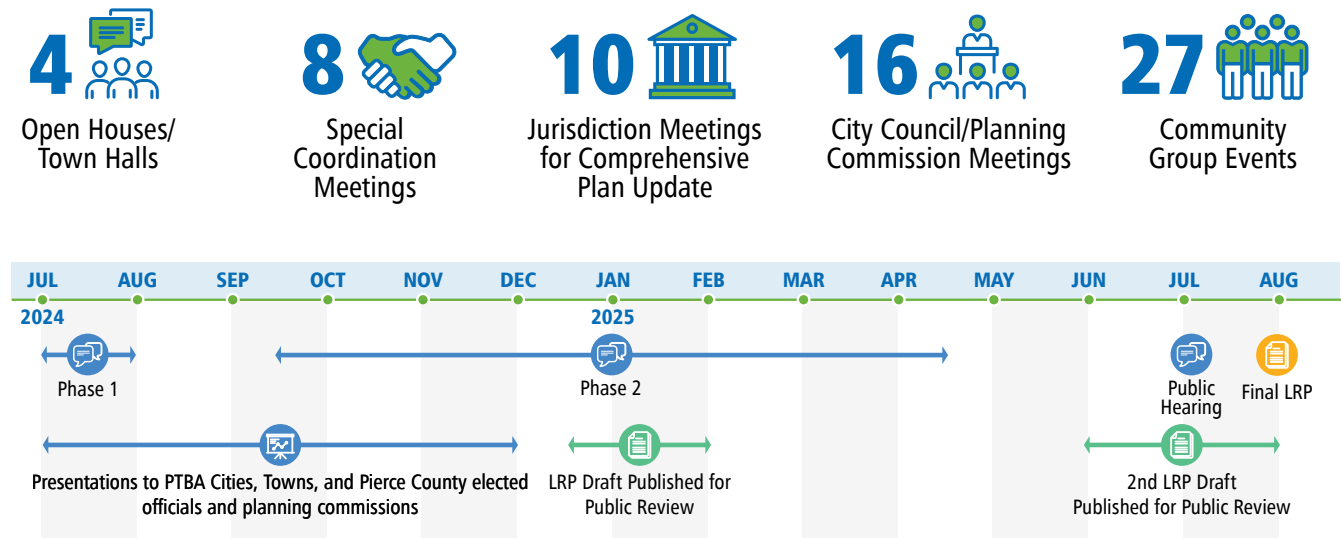 4
Open Houses/
Town Halls
8
Special
Coordination
Meetings
10
Jurisdiction Meetings
for Comprehensive
Plan Update
16
City Council/Planning
Commission Meetings
27
Community
Group Events
JUL AUG SEP OCT NOV DEC JAN FEB MAR APR MAY JUN JUL AUG
2024 2025
Phase 1
Phase 2
Public
Hearing
Final LRP
Presentations to PTBA Cities, Towns, and Pierce County elected
officials and planning commissions
LRP Draft Published for
Public Review
2nd LRP Draft
Published for Public Review